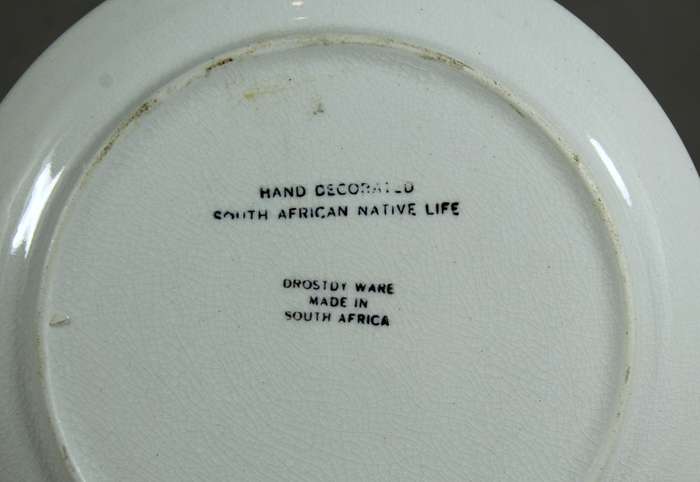 HAND DECORATED
SOUTH AFRICAN NATIVE LIFE
DROSTDY WARE
MADE IN
SOUTH AFRICA